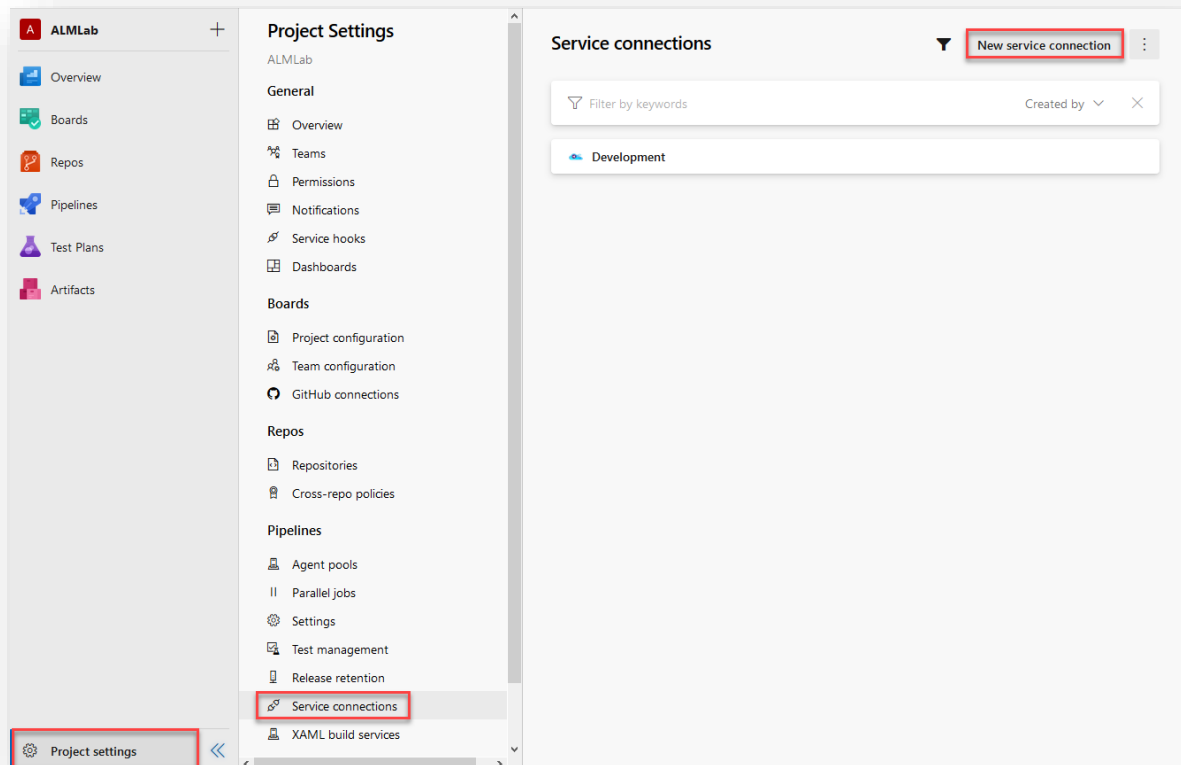 A ALMLab
Overview
Boards
Repos
Pipelines
Test Plans
Artifacts
Project settings
Project Settings
ALMLab
General
Overview
Teams
Permissions
Notifications
Service hooks
Dashboards
Boards
Project configuration
Team configuration
GitHub connections
Repos
Repositories
Cross-repo policies
Pipelines
Agent pools
Parallel jobs
Settings
Test management
Release retention
Service connections
XAML build services
Service connections
New service connection
Filter by keywords
Created by
Development